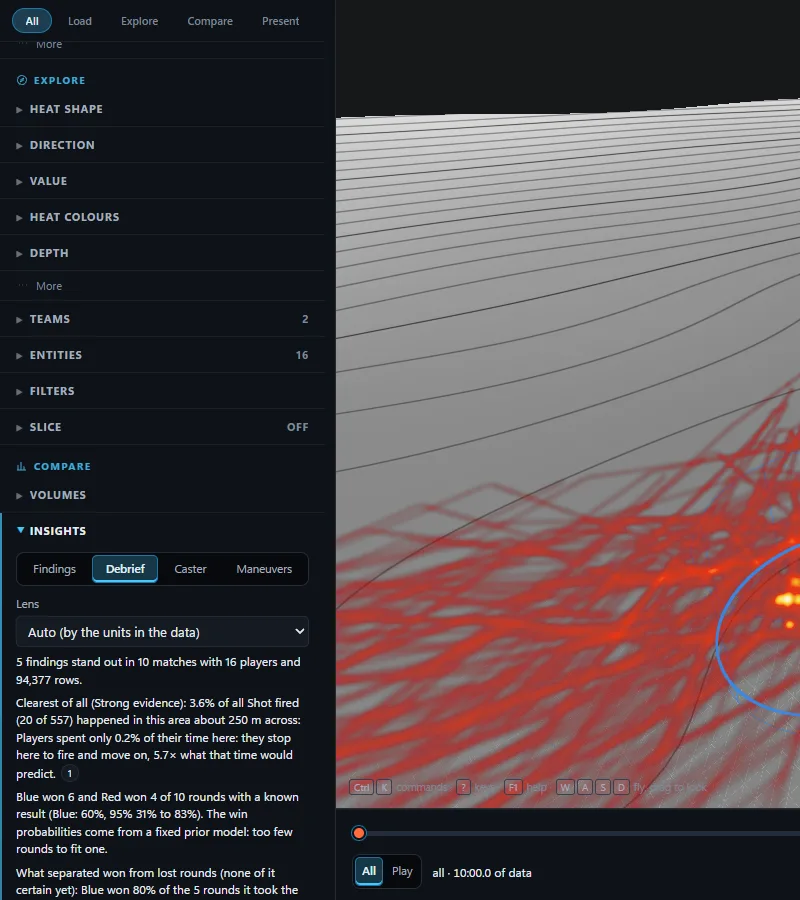 All Load Explore Compare Present
More
EXPLORE
HEAT SHAPE
DIRECTION
VALUE
HEAT COLOURS
DEPTH
More
TEAMS 2
ENTITIES 16
FILTERS
SLICE OFF
COMPARE
VOLUMES
INSIGHTS
Findings Debrief Caster Maneuvers
Lens
Auto (by the units in the data)
5 findings stand out in 10 matches with 16 players and
94,377 rows.
Clearest of all (Strong evidence): 3.6% of all Shot fired
(20 of 557) happened in this area about 250 m across:
Players spent only 0.2% of their time here: they stop
here to fire and move on, 5.7× what that time would
predict. 1
Blue won 6 and Red won 4 of 10 rounds with a known
result (Blue: 60%, 95% 31% to 83%). The win
probabilities come from a fixed prior model: too few
rounds to fit one.
What separated won from lost rounds (none of it
certain yet): Blue won 80% of the 5 rounds it took the
Ctrl K commands ? keys F1 help W A S D fly, drag to look
All Play all · 10:00.0 of data